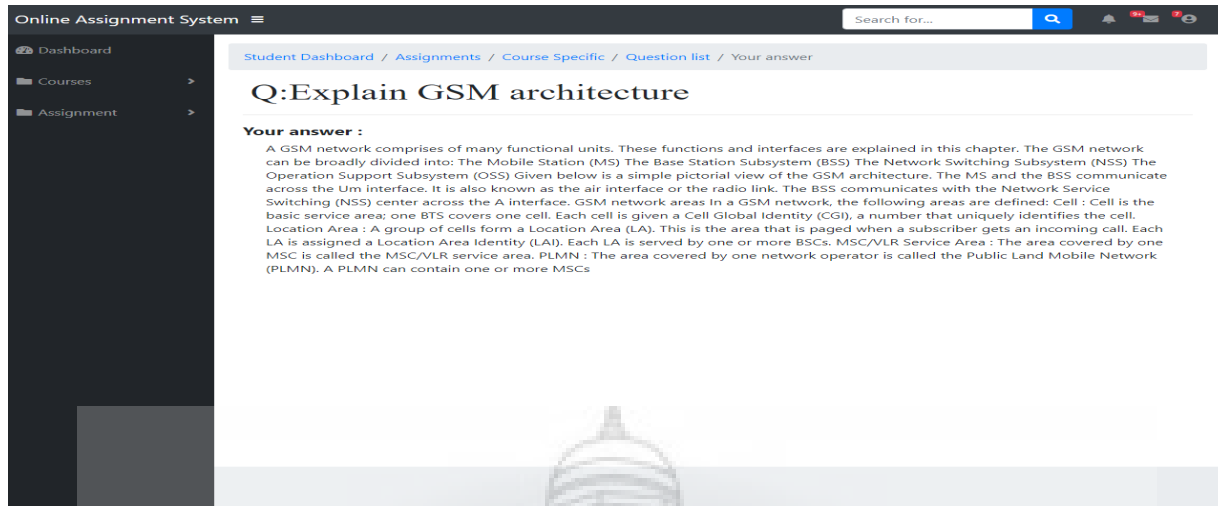 Online Assignment System
Search for...
9+
7
Dashboard
Courses
Assignment
Student Dashboard / Assignments / Course Specific / Question list / Your answer
Q:Explain GSM architecture
Your answer :
A GSM network comprises of many functional units. These functions and interfaces are explained in this chapter. The GSM network
can be broadly divided into: The Mobile Station (MS) The Base Station Subsystem (BSS) The Network Switching Subsystem (NSS) The
Operation Support Subsystem (OSS) Given below is a simple pictorial view of the GSM architecture. The MS and the BSS communicate
across the Um interface. It is also known as the air interface or the radio link. The BSS communicates with the Network Service
Switching (NSS) center across the A interface. GSM network areas In a GSM network, the following areas are defined: Cell : Cell is the
basic service area; one BTS covers one cell. Each cell is given a Cell Global Identity (CGI), a number that uniquely identifies the cell.
Location Area : A group of cells form a Location Area (LA). This is the area that is paged when a subscriber gets an incoming call. Each
LA is assigned a Location Area Identity (LAI). Each LA is served by one or more BSCs. MSC/VLR Service Area : The area covered by one
MSC is called the MSC/VLR service area. PLMN : The area covered by one network operator is called the Public Land Mobile Network
(PLMN). A PLMN can contain one or more MSCs